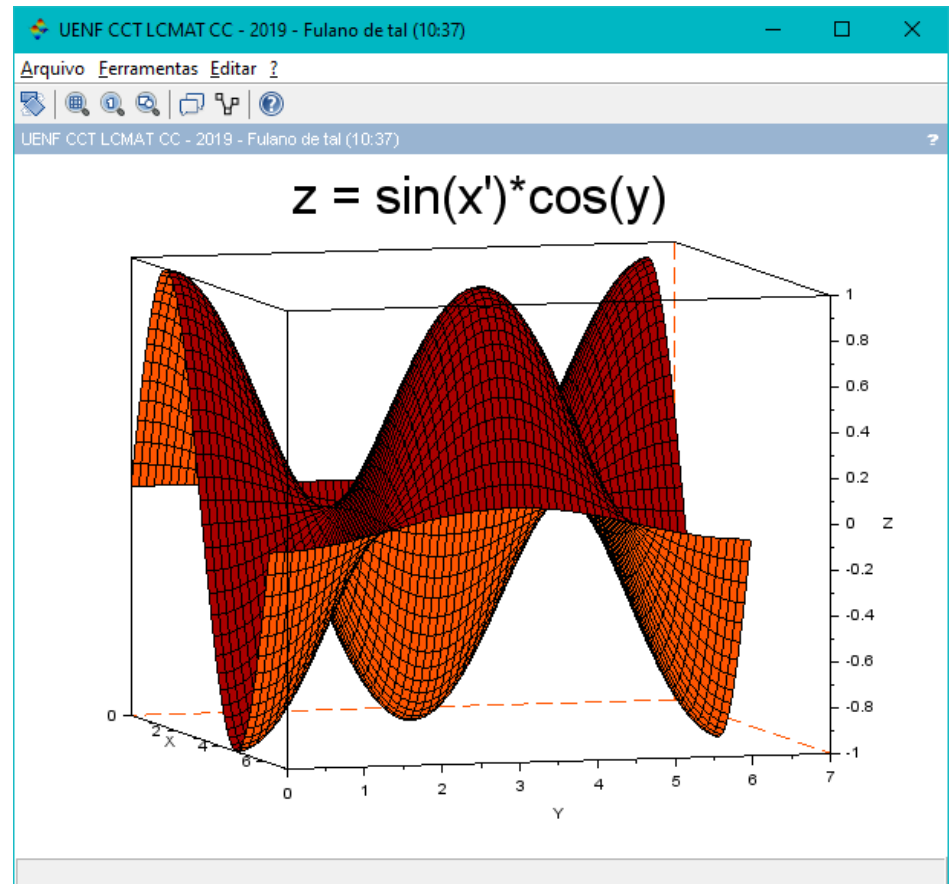 UENF CCT LCMAT CC - 2019 - Fulano de tal (10:37)
Arquivo Ferramentas Editar ?
UENF CCT LCMAT CC - 2019 - Fulano de tal (10:37) ?
z = sin(x')*cos(y)
1
0.8
0.6
0.4
0.2
0 Z
-0.2
-0.4
-0.6
-0.8
-1
0 2 4 6
X
0 1 2 3 4 5 6 7
Y